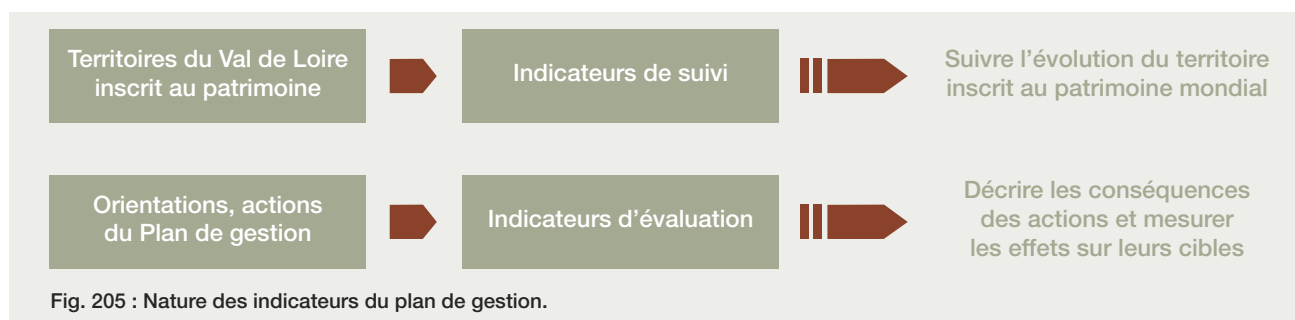 Territoires du Val de Loire
inscrit au patrimoine
Indicateurs de suivi
Suivre l’évolution du territoire
inscrit au patrimoine mondial
Orientations, actions
du Plan de gestion
Indicateurs d’évaluation
Décrire les conséquences
des actions et mesurer
les effets sur leurs cibles
Fig. 205 : Nature des indicateurs du plan de gestion.